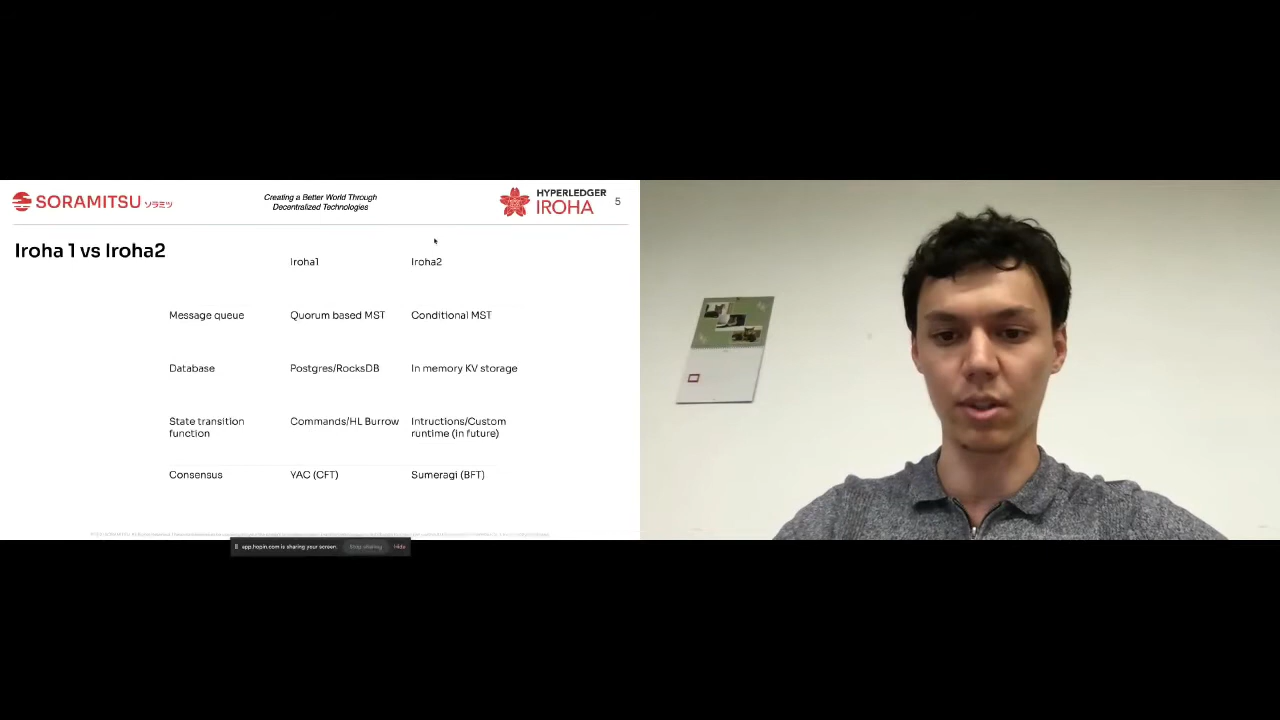 SORAMITSU ソラミツ
Creating a Better World Through
Decentralized Technologies
HYPERLEDGER
IROHA
5
Iroha 1 vs Iroha2
Iroha1 Iroha2
Message queue Quorum based MST Conditional MST
Database Postgres/RocksDB In memory KV storage
State transition function Commands/HL Burrow Intructions/Custom runtime (in future)
Consensus YAC (CFT) Sumeragi (BFT)
app.hopin.com is sharing your screen. Stop sharing Hide